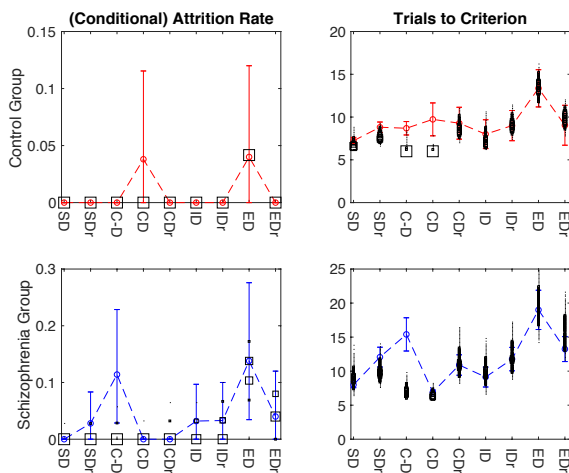 (Conditional) Attrition Rate
Trials to Criterion
Control Group
0.15
0.1
0.05
0
SD
SDr
C-D
CD
CDr
ID
IDr
ED
EDr
20
15
10
5
0
SD
SDr
C-D
CD
CDr
ID
IDr
ED
EDr
Schizophrenia Group
0.3
0.2
0.1
0
SD
SDr
C-D
CD
CDr
ID
IDr
ED
EDr
25
20
15
10
5
0
SD
SDr
C-D
CD
CDr
ID
IDr
ED
EDr